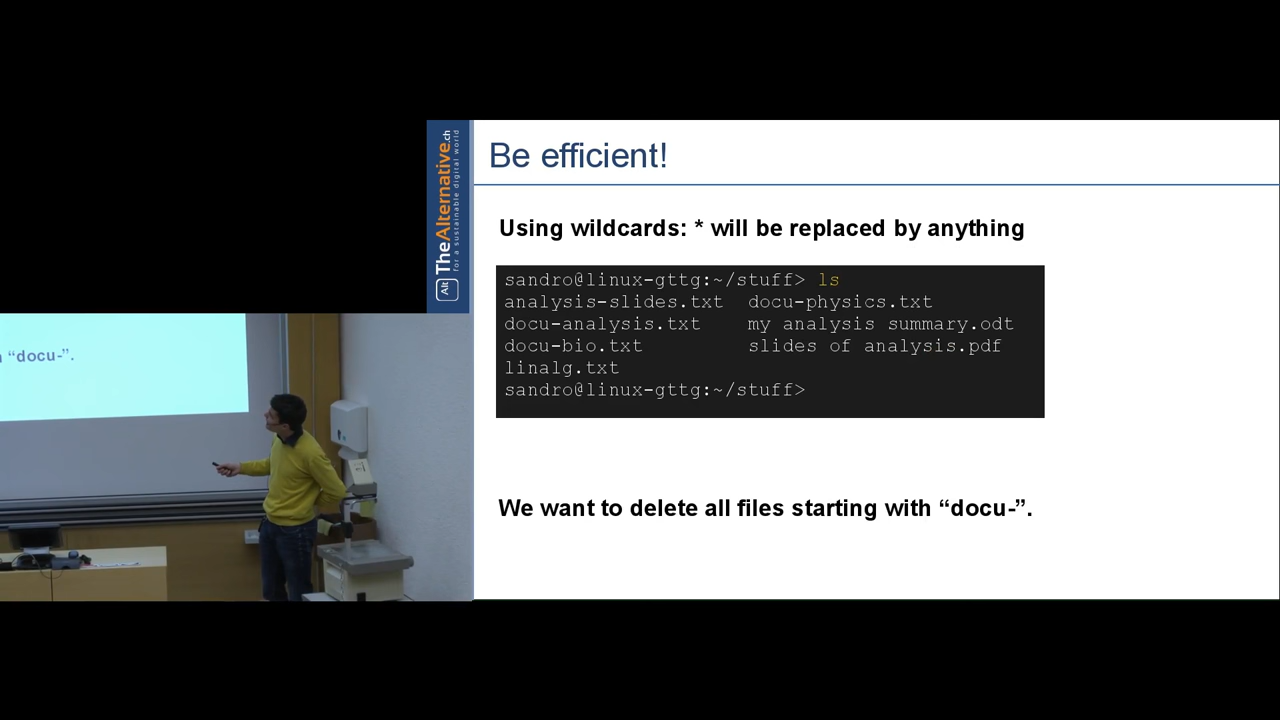 Alt TheAlternative.ch
for a sustainable digital world
Be efficient!
Using wildcards: * will be replaced by anything
sandro@linux-gttg:~/stuff> ls
analysis-slides.txt  docu-physics.txt
docu-analysis.txt    my analysis summary.odt
docu-bio.txt         slides of analysis.pdf
linalg.txt
sandro@linux-gttg:~/stuff>
We want to delete all files starting with “docu-”.
“docu-”.